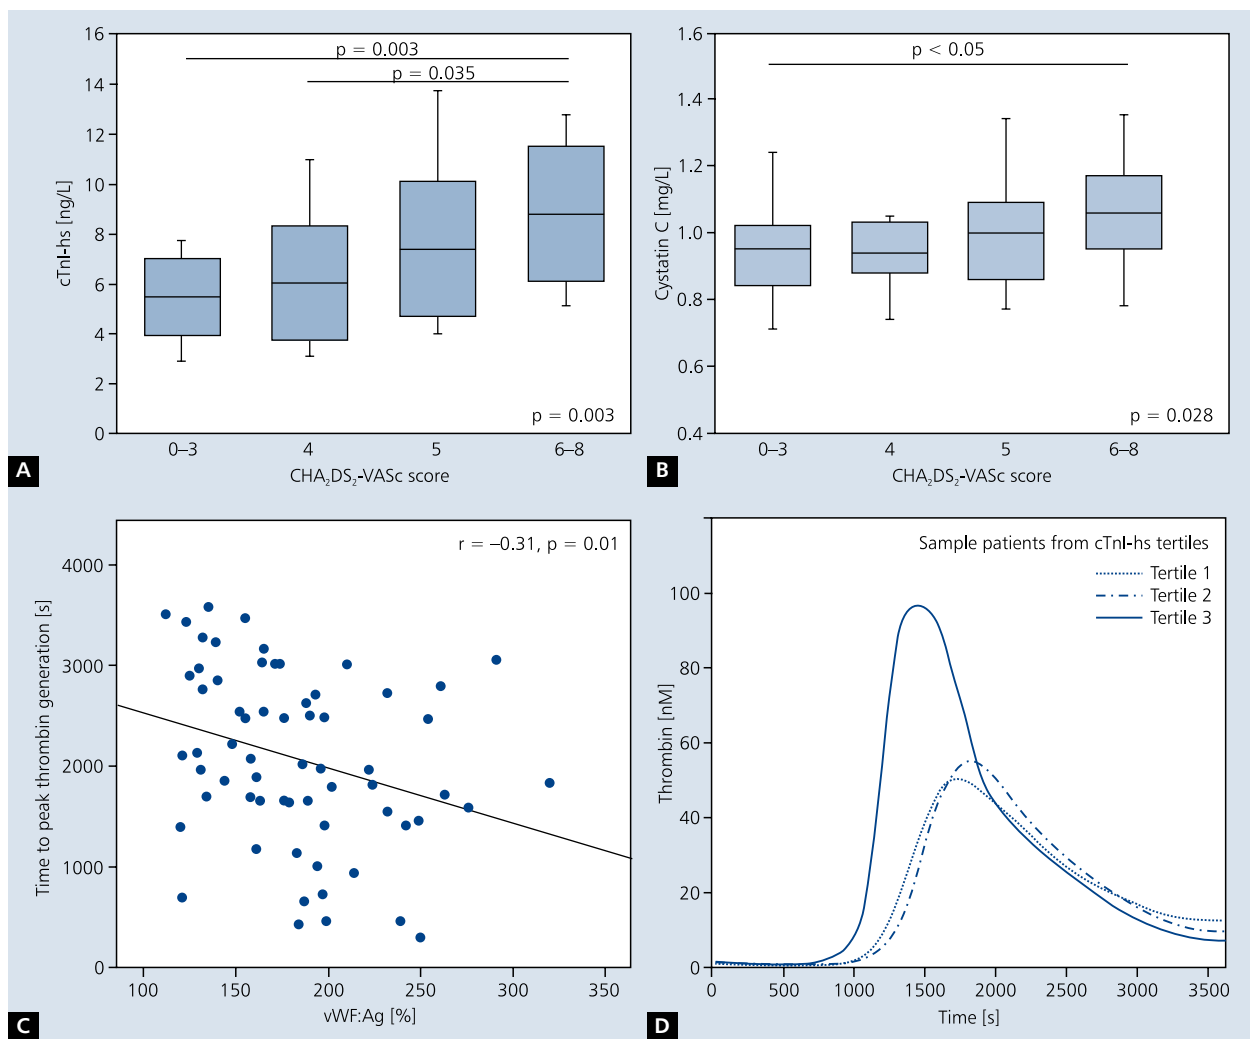 16
14
12
10
8
6
4
2
0
cTnI-hs [ng/L]
p = 0.003
p = 0.035
p = 0.003
0–3
4
5
6–8
CHA₂DS₂-VASc score
A
1.6
1.4
1.2
1.0
0.8
0.6
0.4
Cystatin C [mg/L]
p < 0.05
p = 0.028
0–3
4
5
6–8
CHA₂DS₂-VASc score
B
4000
3000
2000
1000
0
Time to peak thrombin generation [s]
r = –0.31, p = 0.01
100
150
200
250
300
350
vWF:Ag [%]
C
100
80
60
40
20
0
Thrombin [nM]
Sample patients from cTnI-hs tertiles
Tertile 1
Tertile 2
Tertile 3
0
500
1000
1500
2000
2500
3000
3500
Time [s]
D